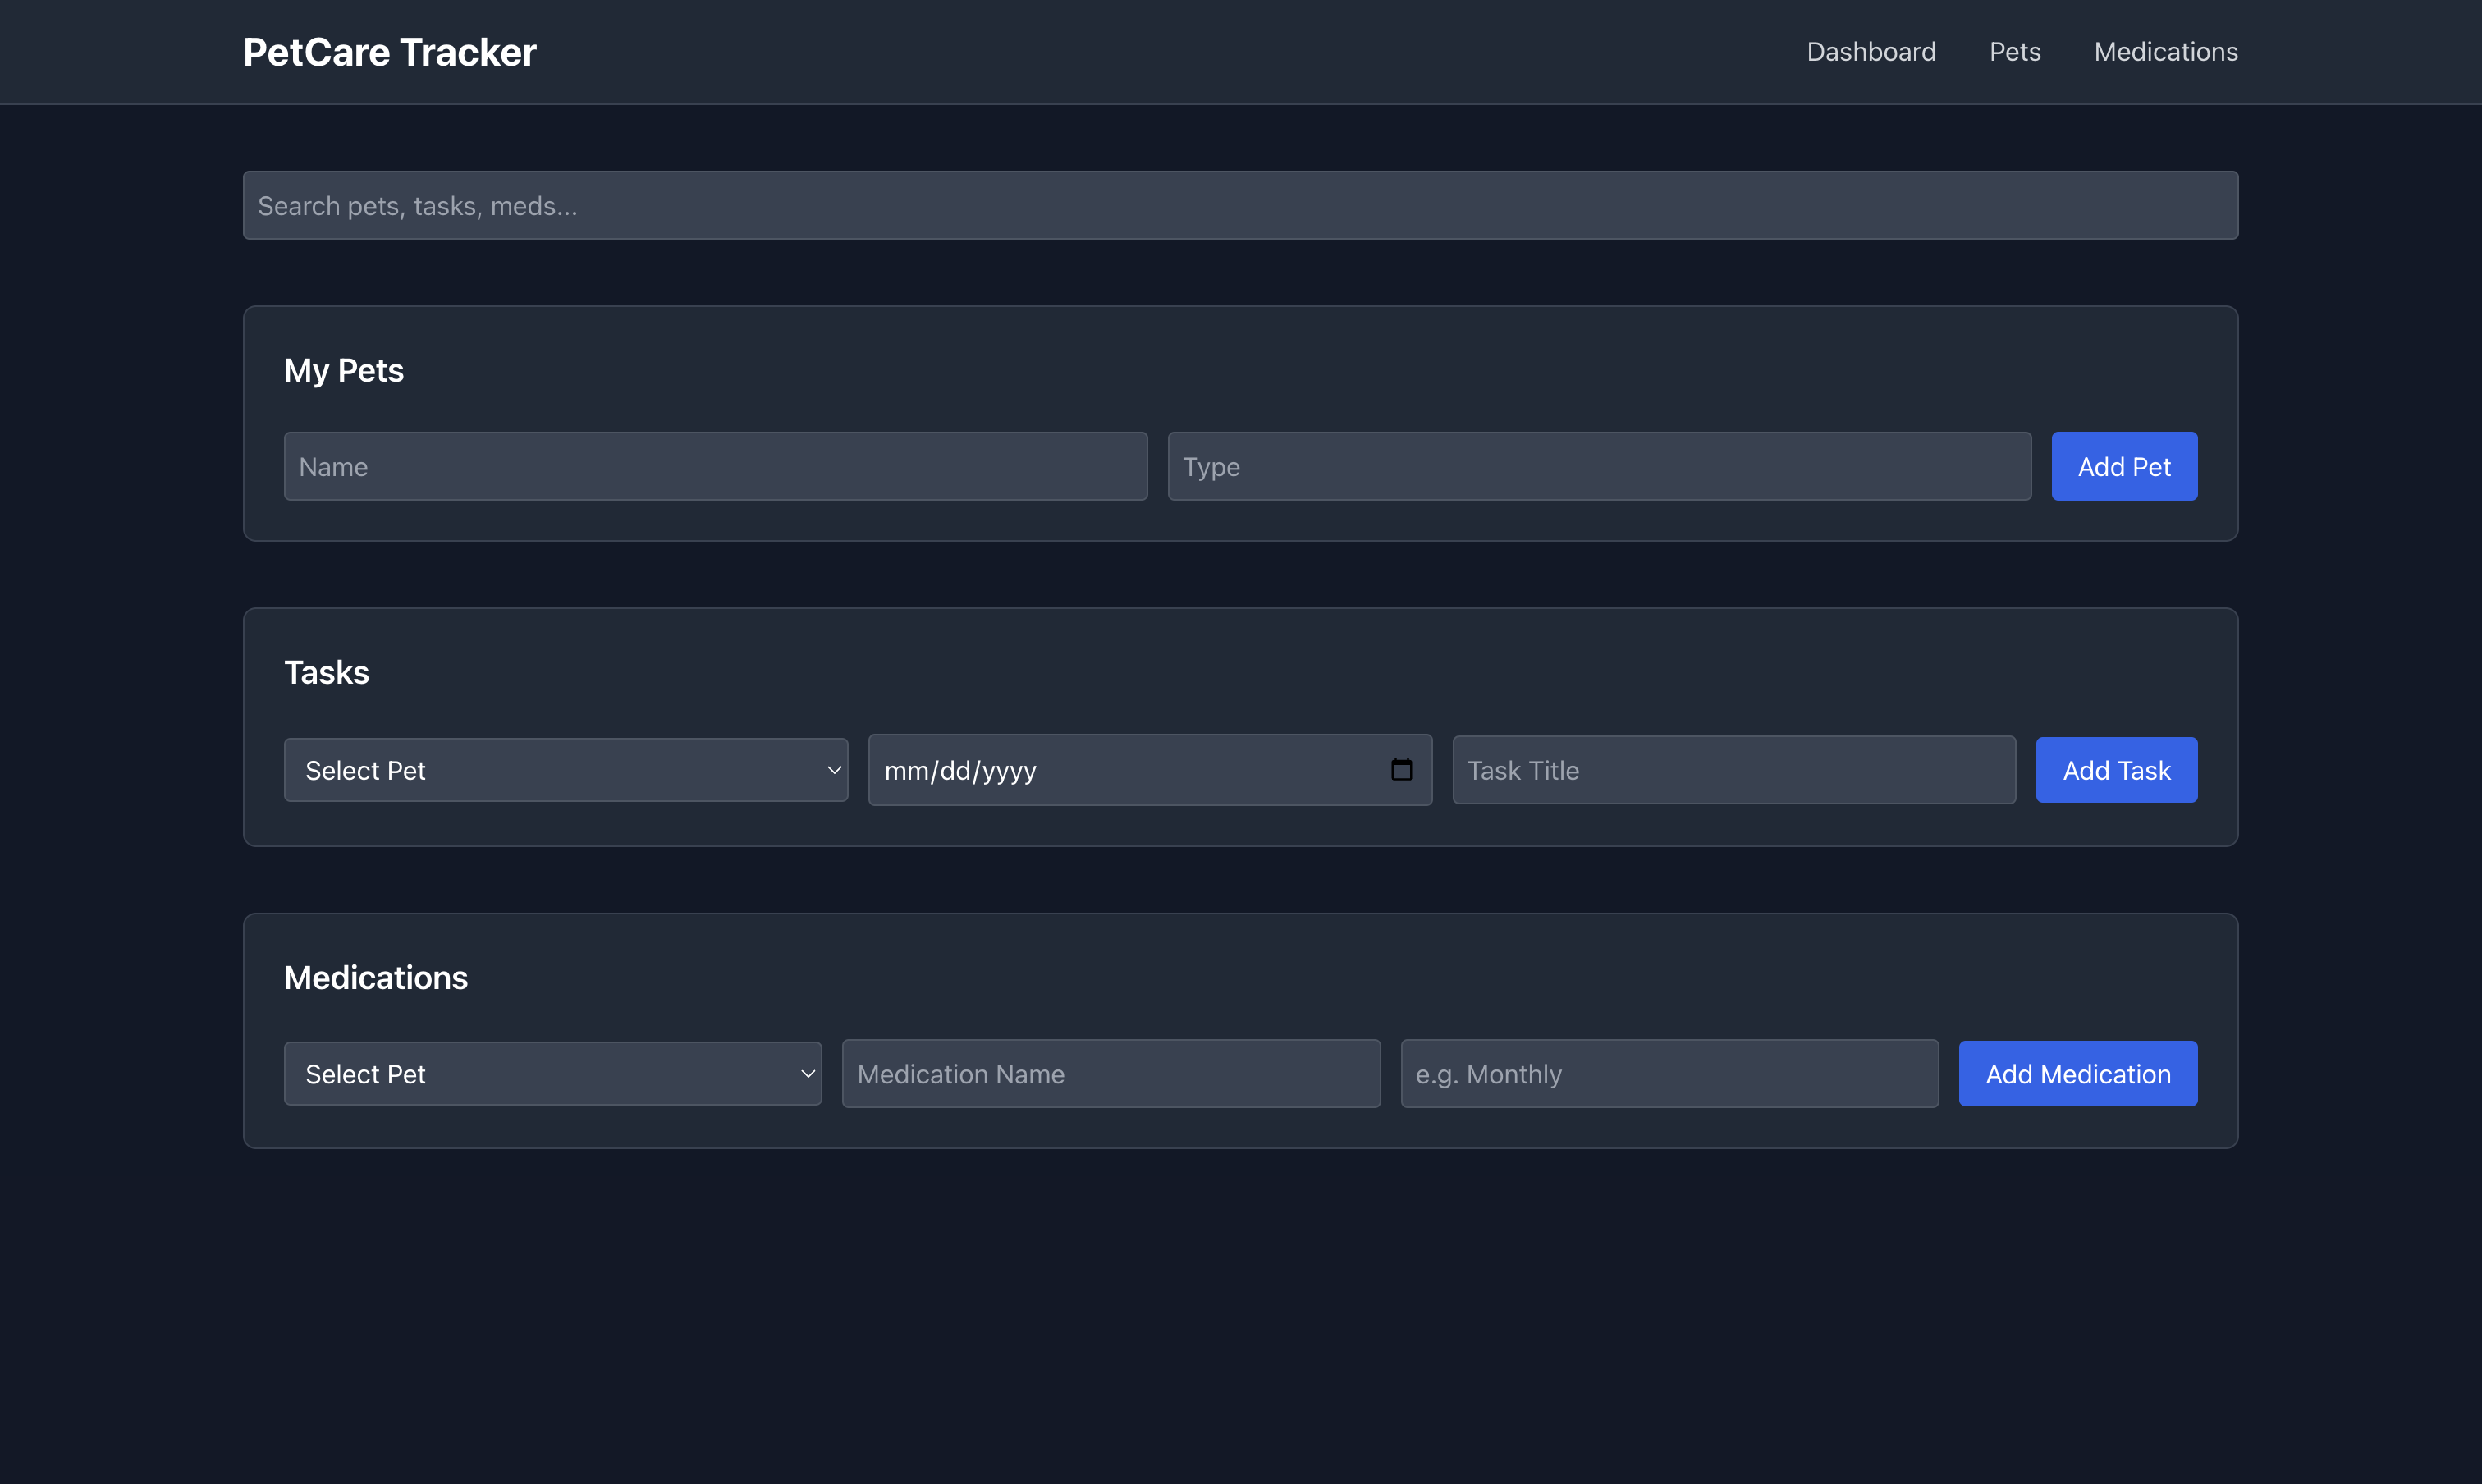 PetCare Tracker
Dashboard Pets Medications
Search pets, tasks, meds...
My Pets
Name Type Add Pet
Tasks
Select Pet mm/dd/yyyy Task Title Add Task
Medications
Select Pet Medication Name e.g. Monthly Add Medication